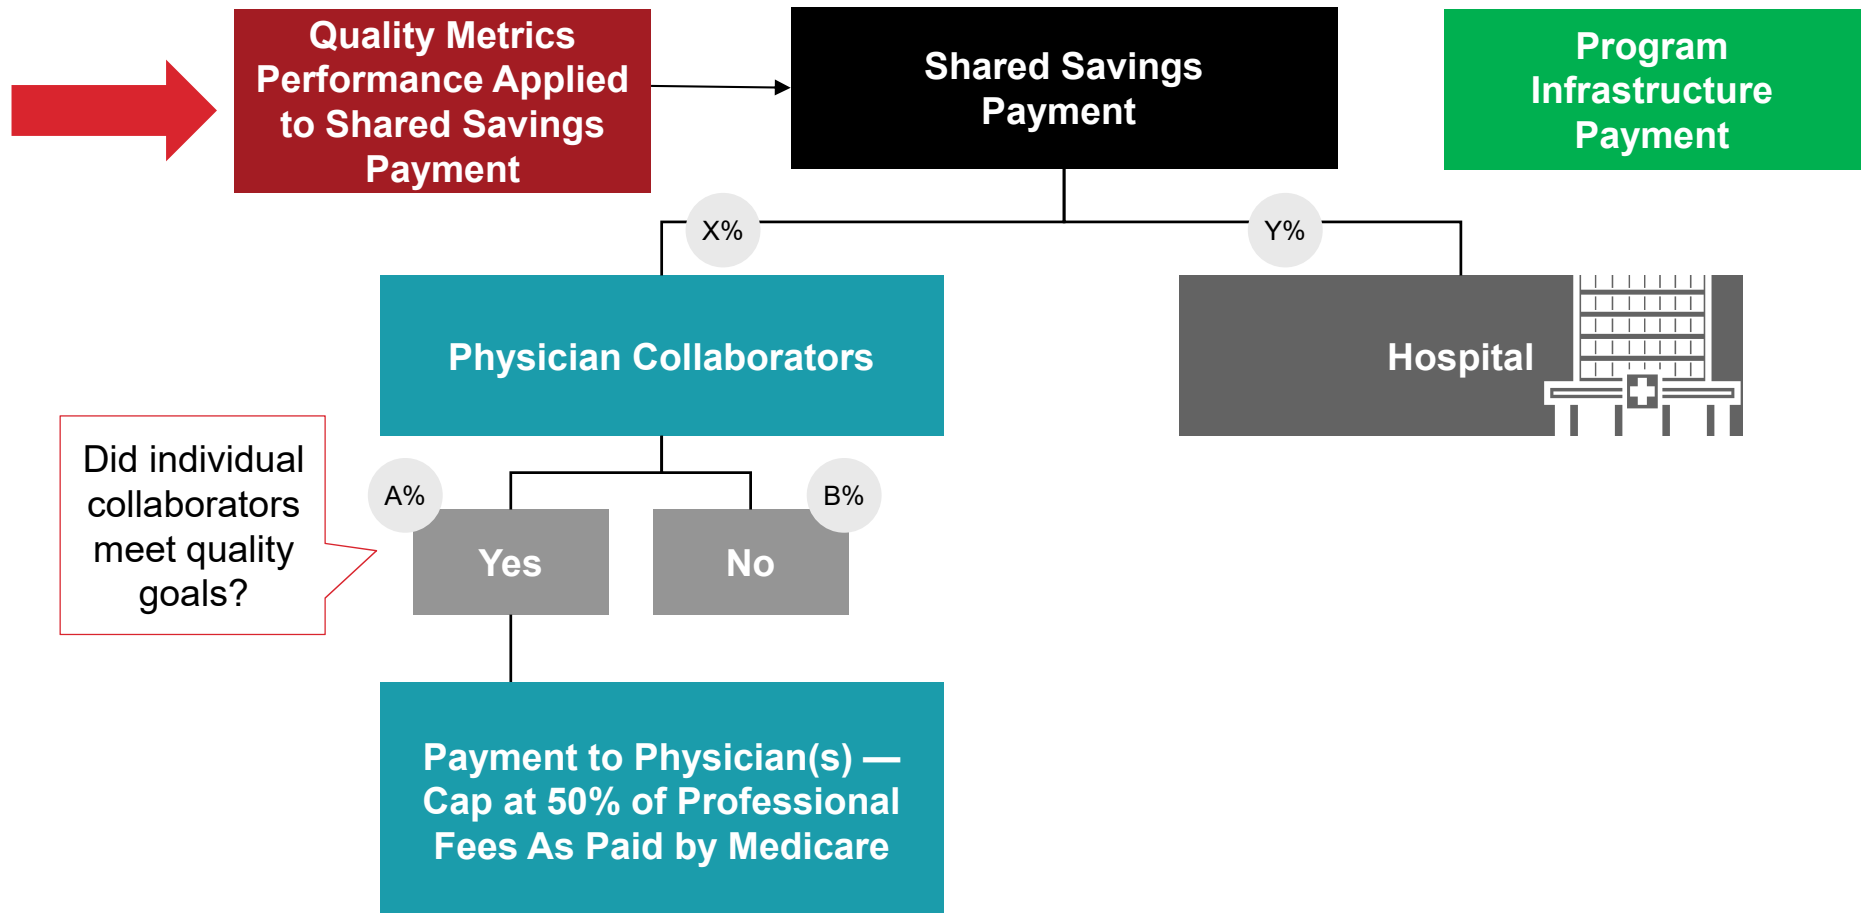 Quality Metrics
Performance Applied
to Shared Savings
Payment
Shared Savings
Payment
Program
Infrastructure
Payment
X%
Y%
Physician Collaborators
Hospital
Did individual
collaborators
meet quality
goals?
A%
B%
Yes
No
Payment to Physician(s) —
Cap at 50% of Professional
Fees As Paid by Medicare